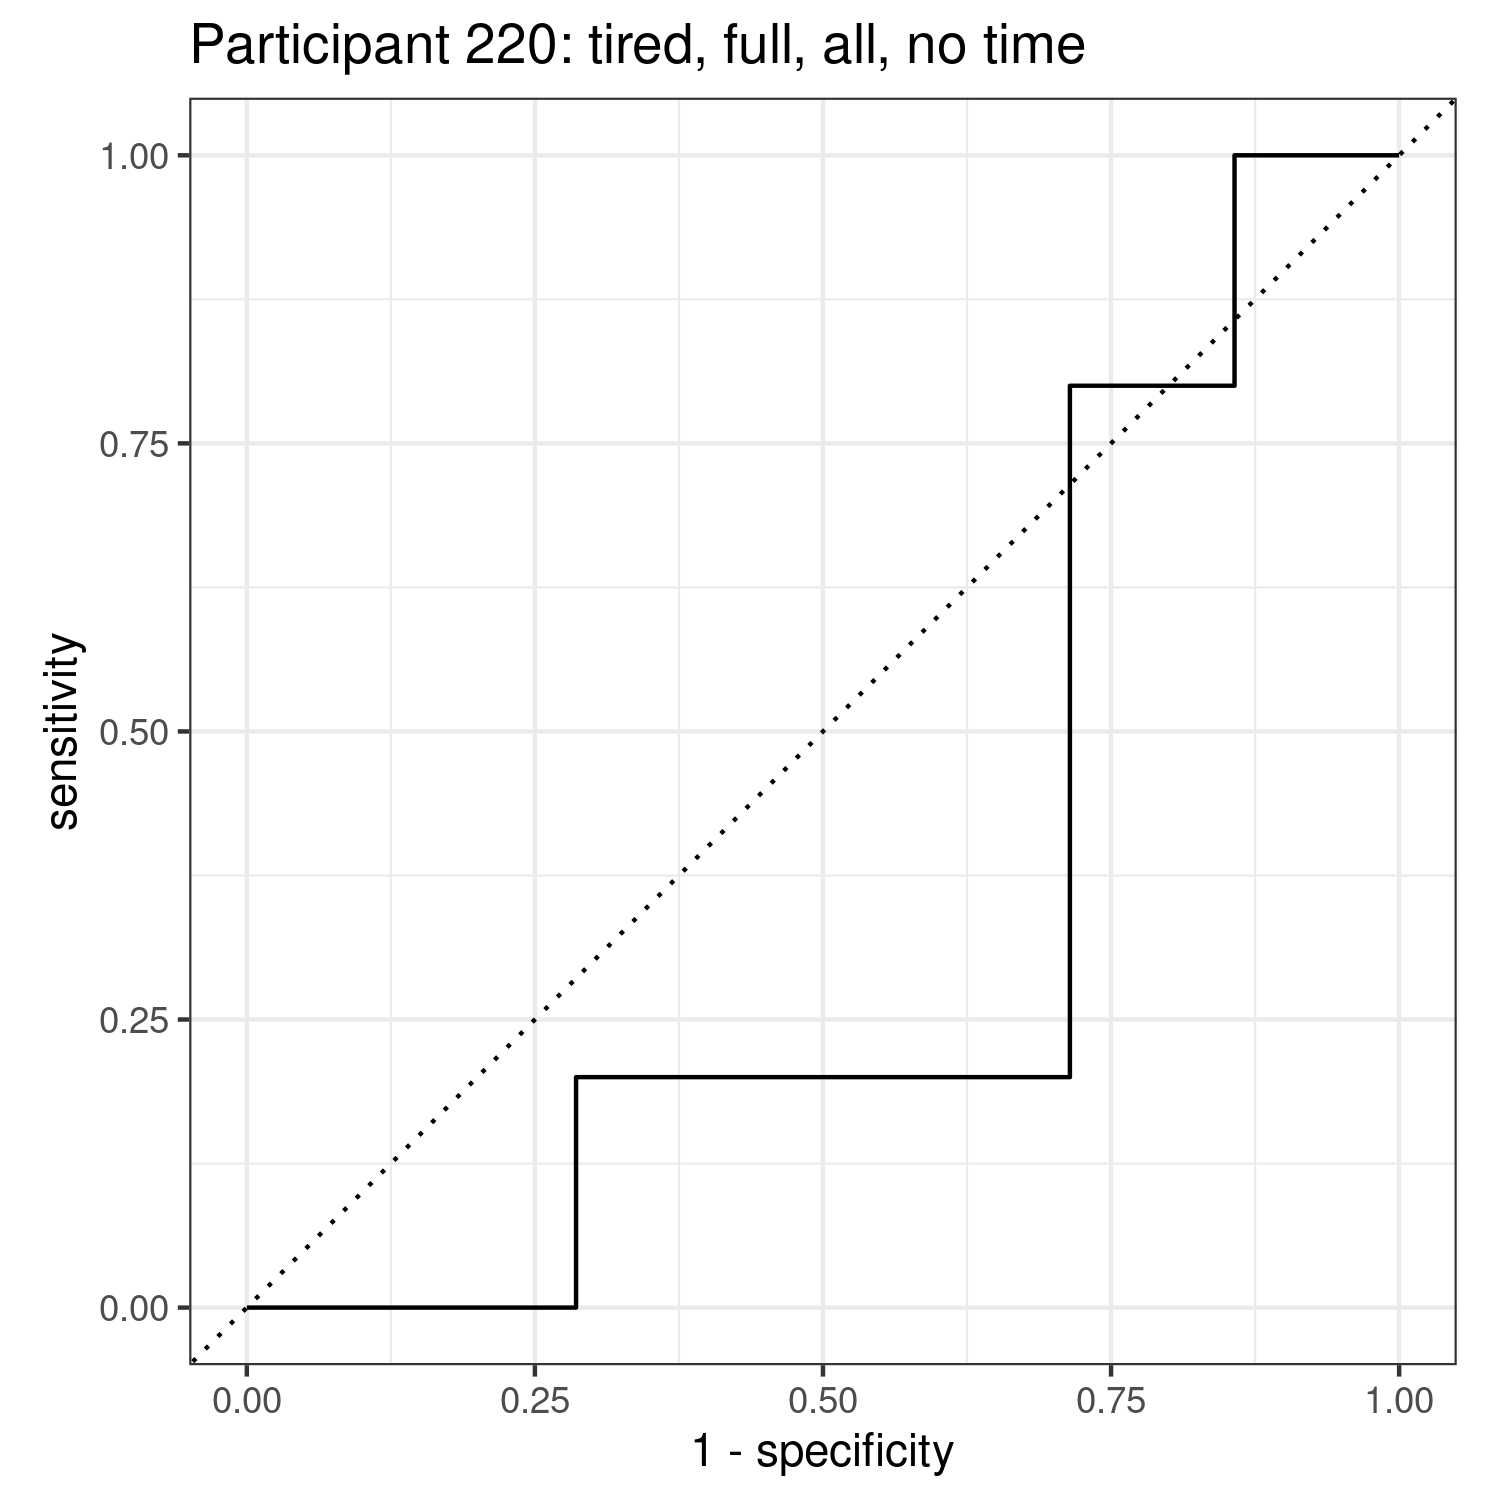 Participant 220: tired, full, all, no time
1.00
0.75
0.50
0.25
0.00
sensitivity
0.00 0.25 0.50 0.75 1.00
1 - specificity